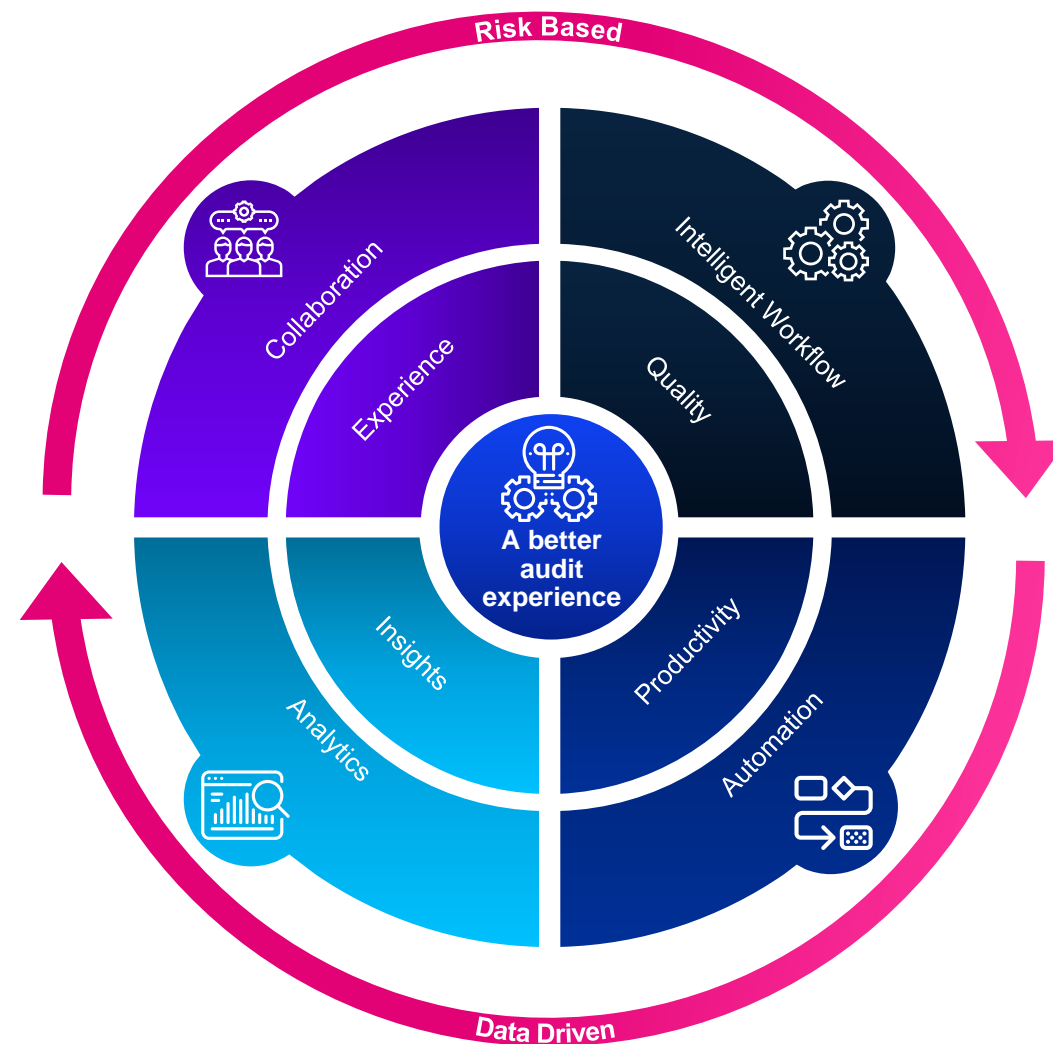 Risk Based
Collaboration
Intelligent Workflow
Experience
Quality
A better
audit
experience
Insights
Productivity
Analytics
Automation
Data Driven